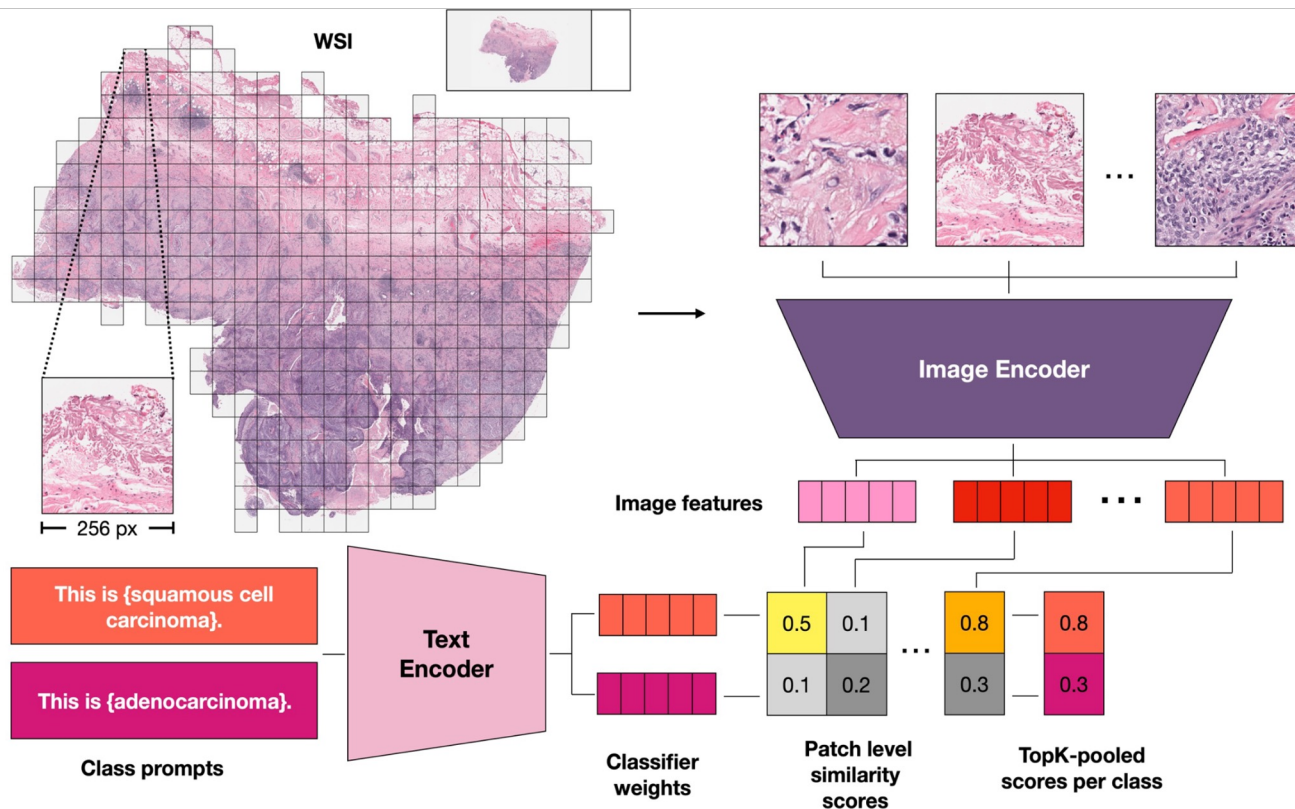 WSI
256 px
Image Encoder
Image features
This is {squamous cell
carcinoma}.
This is {adenocarcinoma}.
Class prompts
Text
Encoder
Classifier
weights
0.5
0.1
0.8
0.8
0.1
0.2
0.3
0.3
Patch level
similarity
scores
TopK-pooled
scores per class